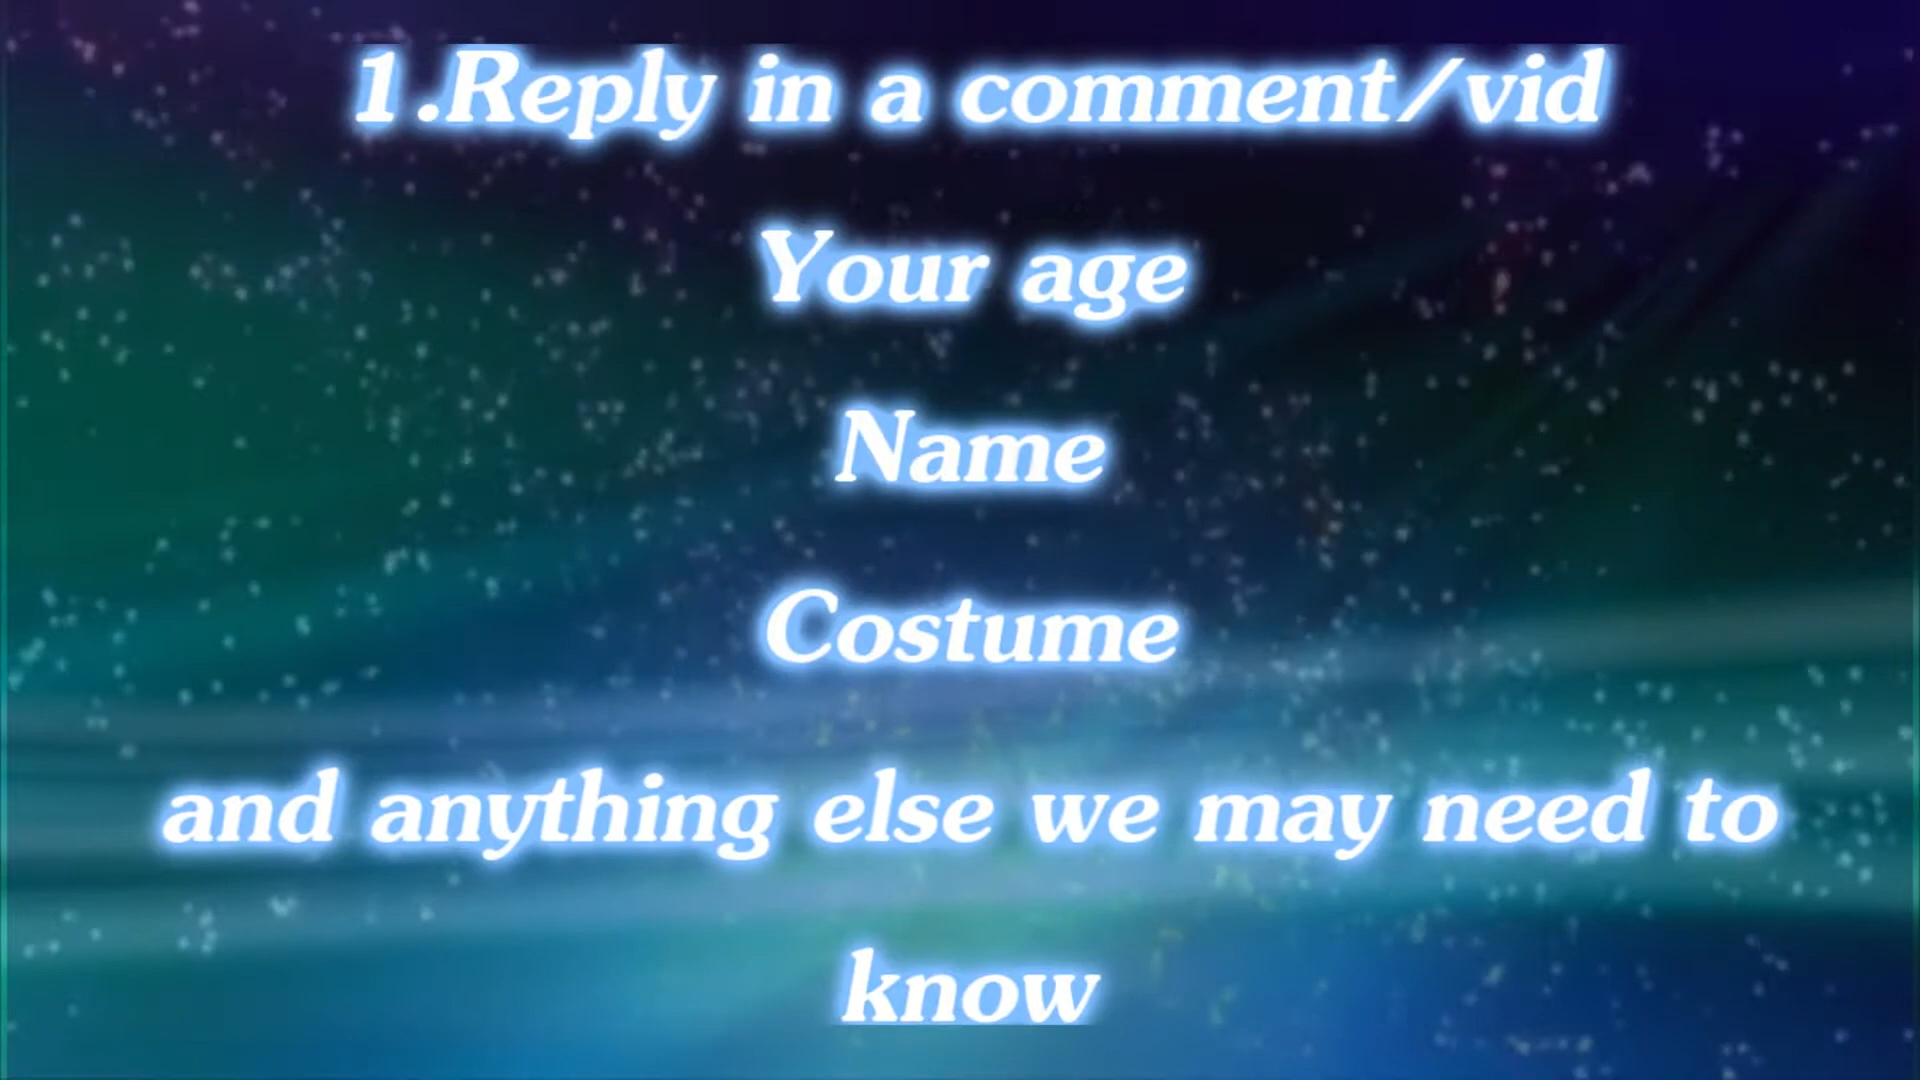 1.Reply in a comment/vid
Your age
Name
Costume
and anything else we may need to
know